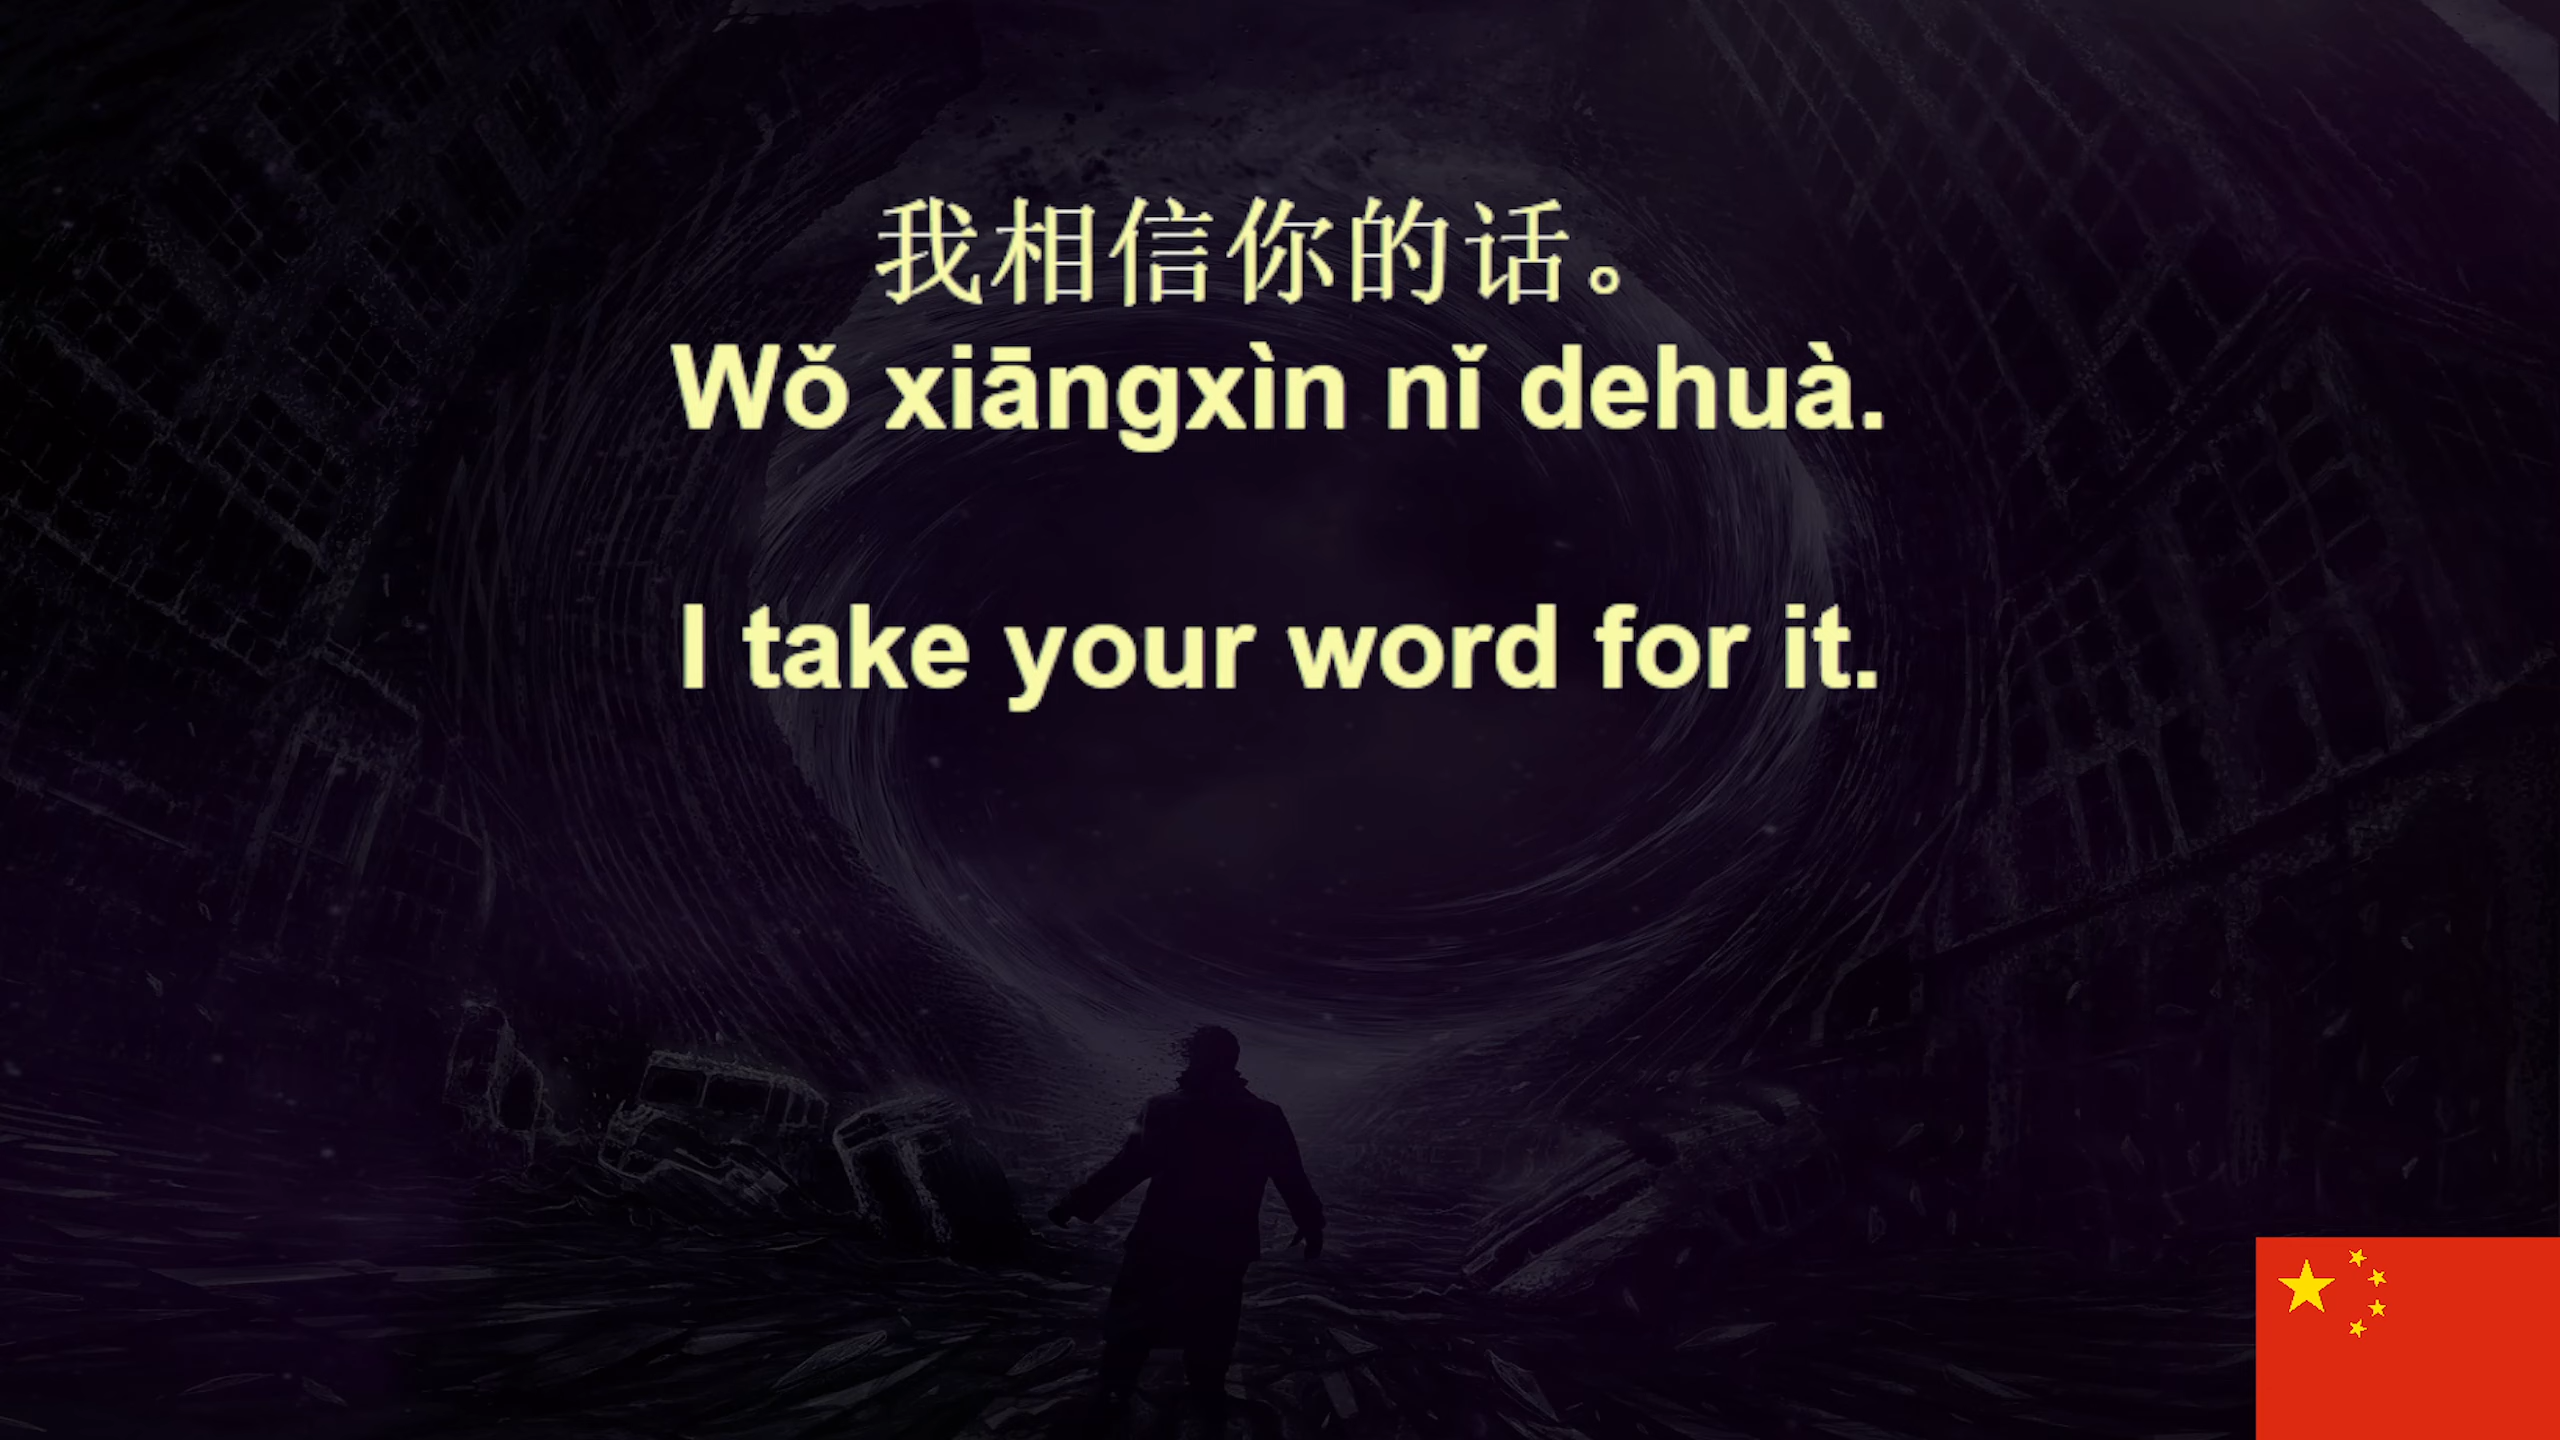 我相信你的话。
Wǒ xiāngxìn nǐ dehuà.
I take your word for it.